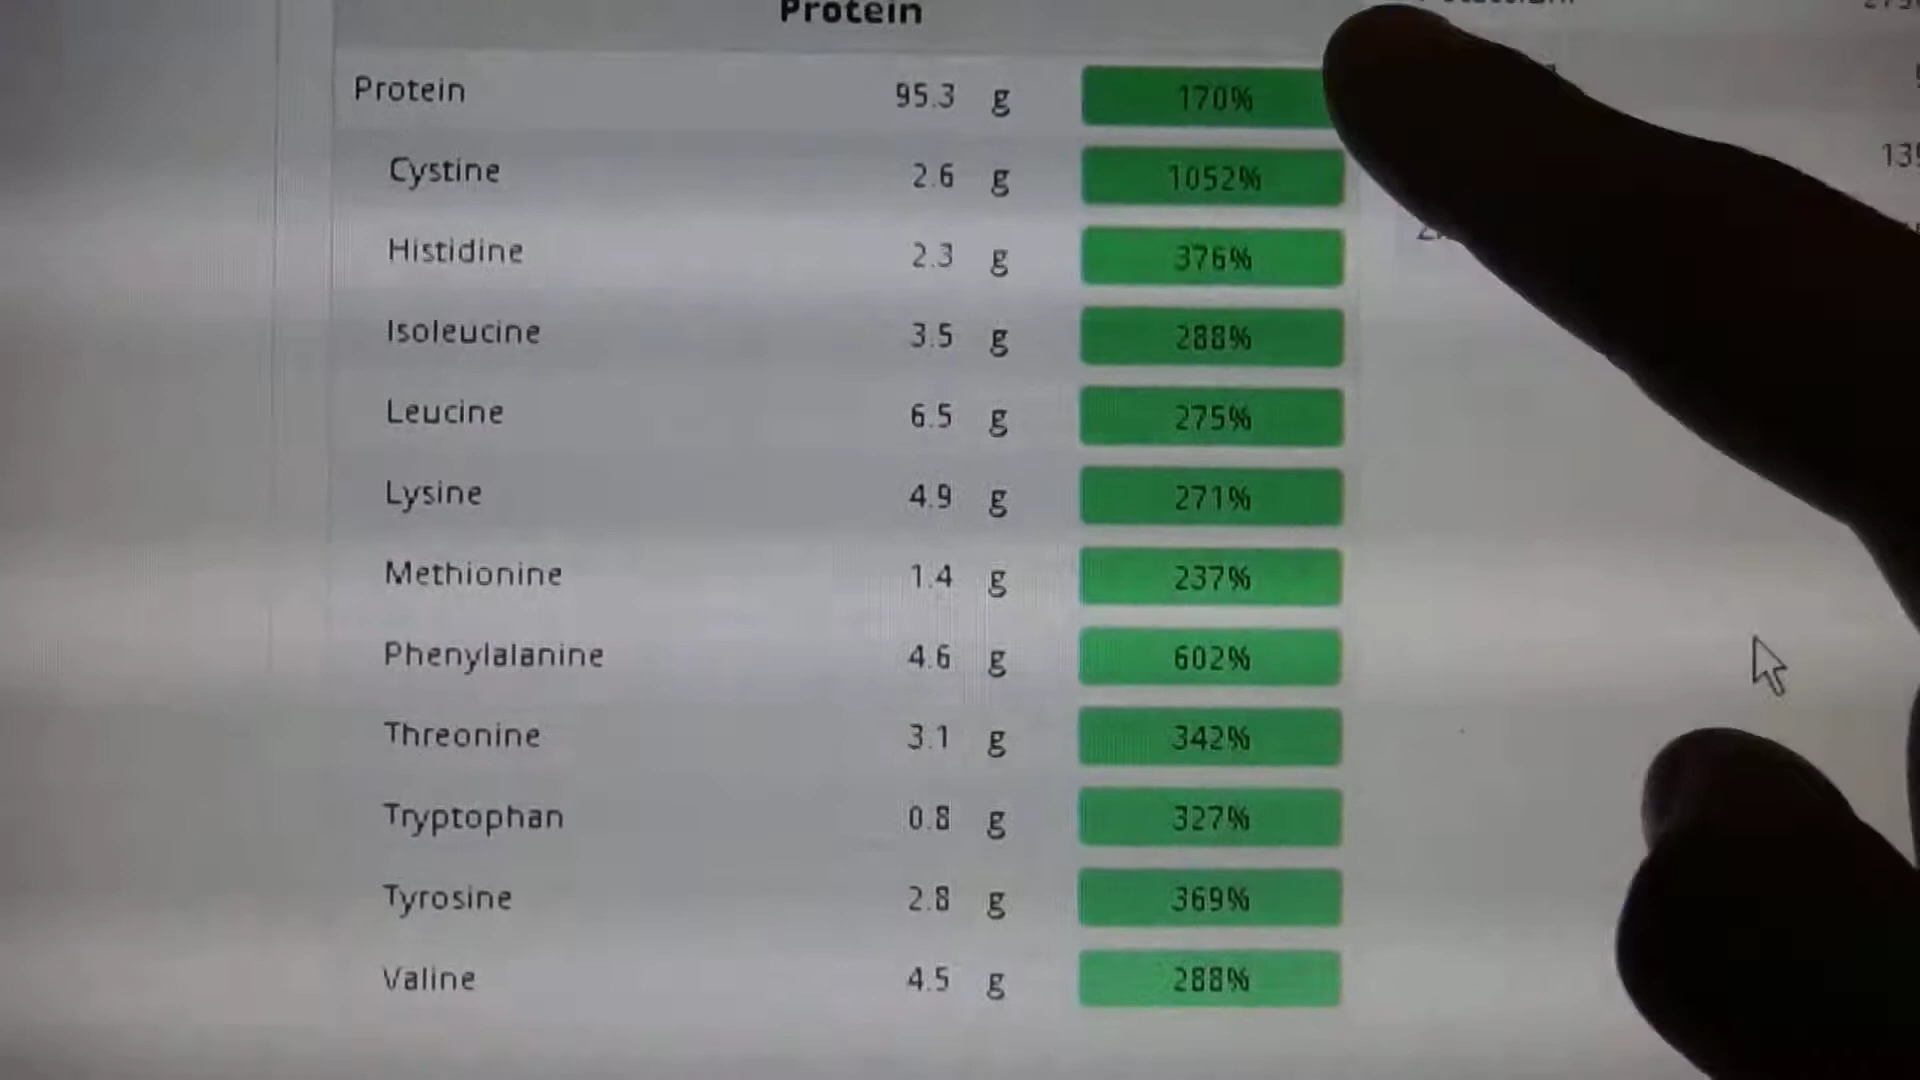 Protein
Protein 95.3 g 170%
Cystine 2.6 g 1052%
Histidine 2.3 g 376%
Isoleucine 3.5 g 288%
Leucine 6.5 g 275%
Lysine 4.9 g 271%
Methionine 1.4 g 237%
Phenylalanine 4.6 g 602%
Threonine 3.1 g 342%
Tryptophan 0.8 g 327%
Tyrosine 2.8 g 369%
Valine 4.5 g 288%